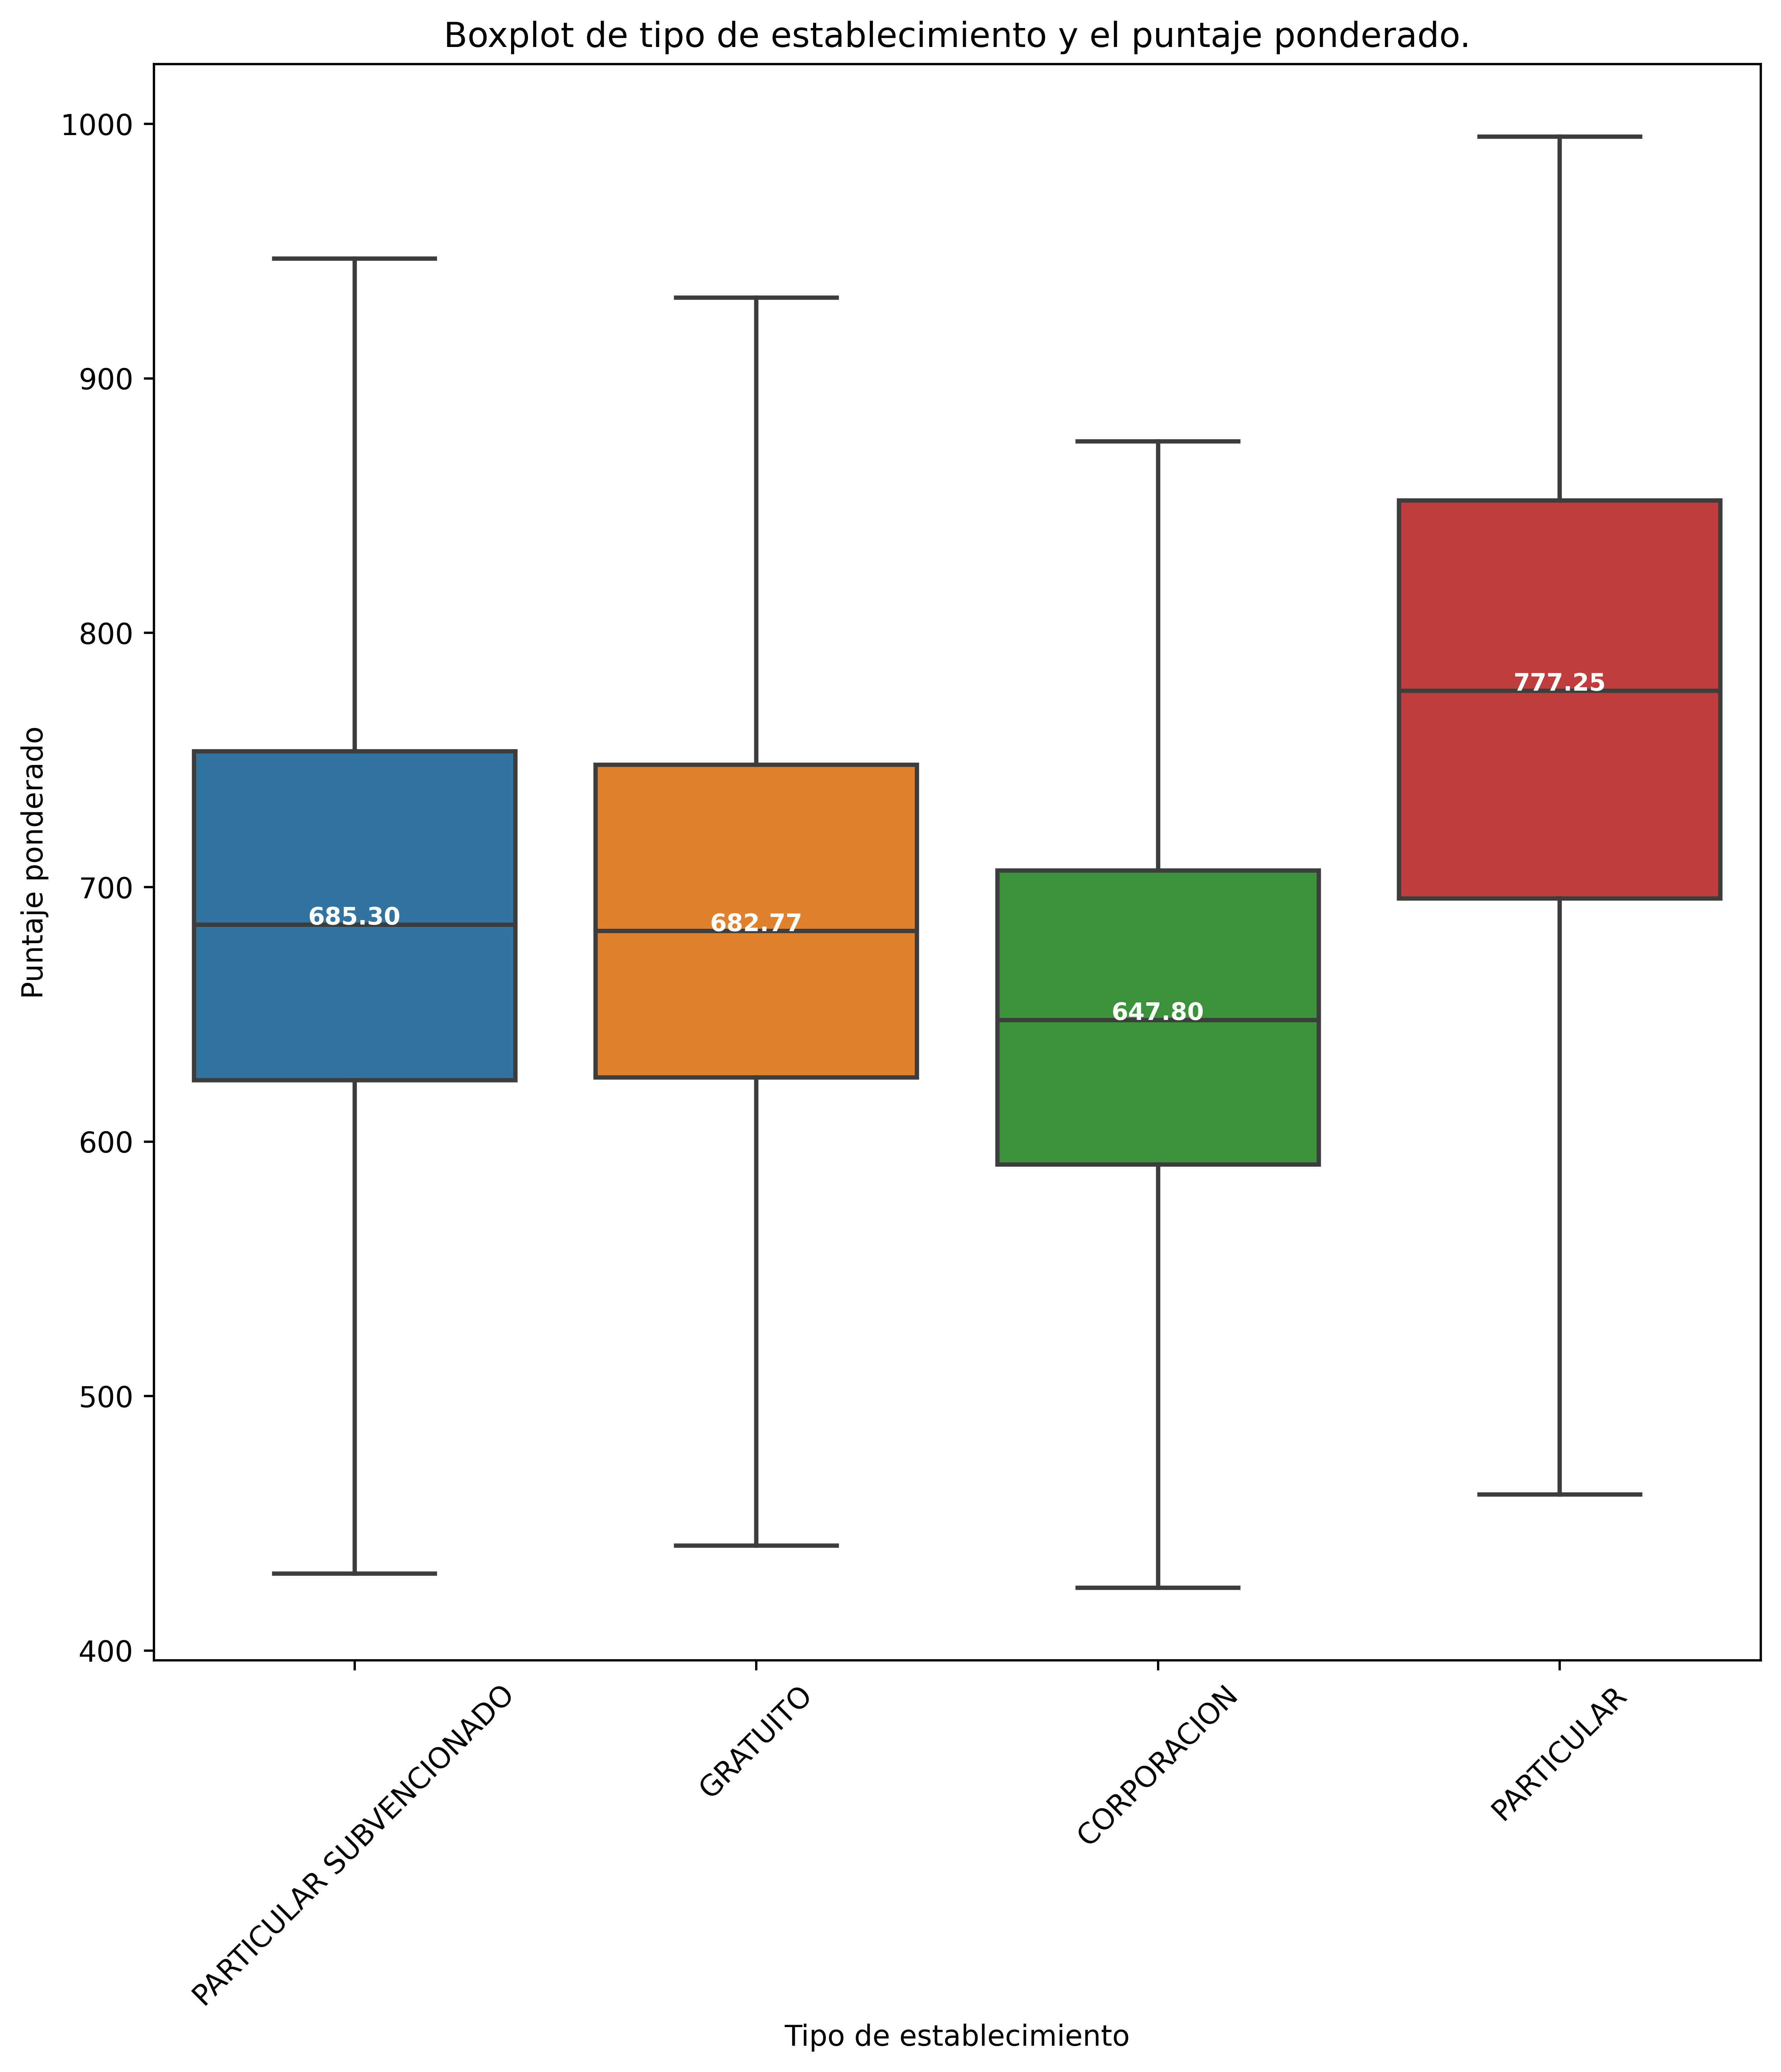 Boxplot de tipo de establecimiento y el puntaje ponderado.
Puntaje ponderado
1000
900
800
700
600
500
400
685.30
682.77
647.80
777.25
PARTICULAR SUBVENCIONADO
GRATUITO
CORPORACION
PARTICULAR
Tipo de establecimiento